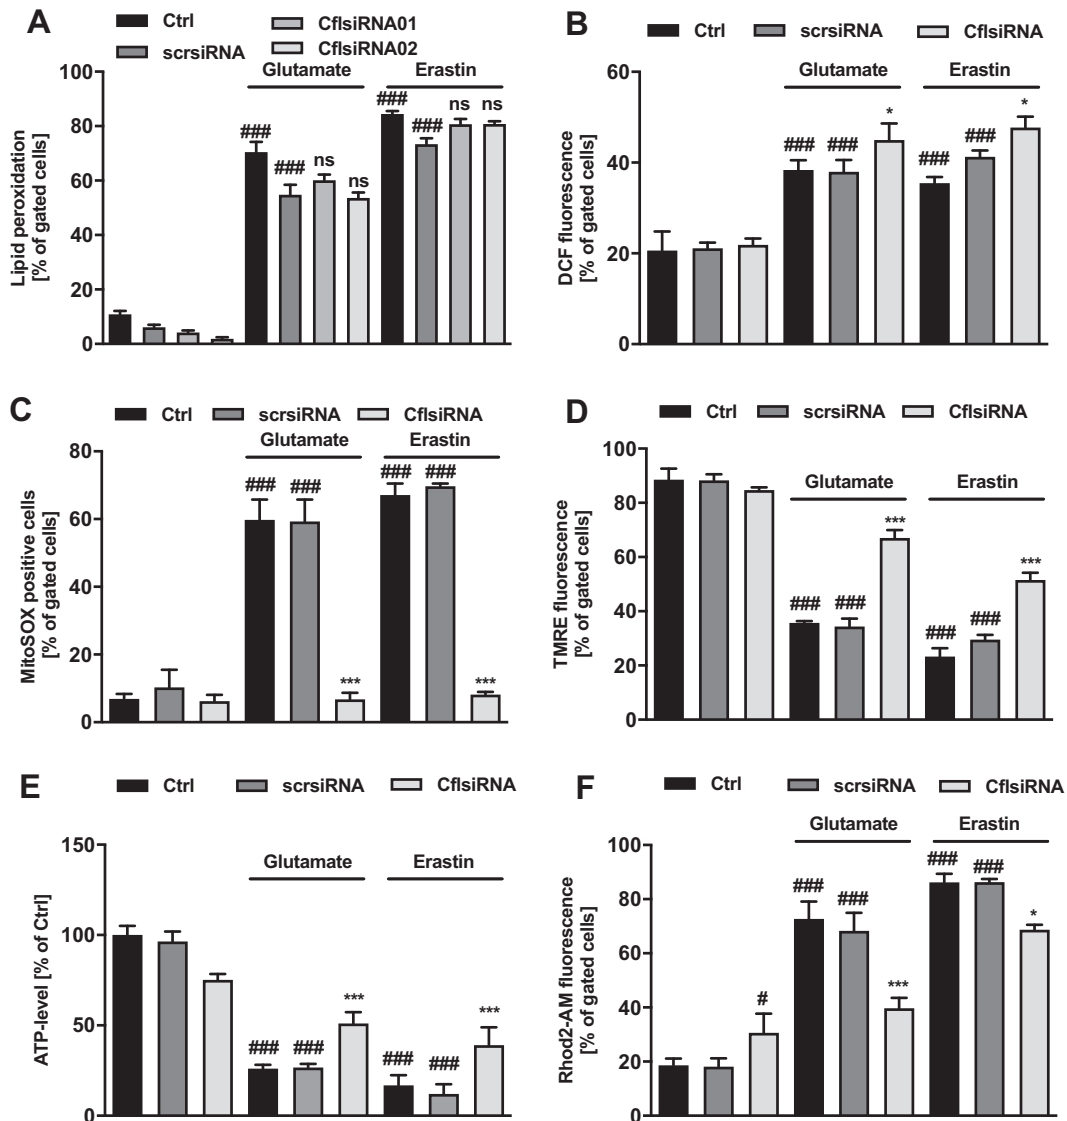 A
Ctrl
CflsiRNA01
scrsiRNA
CflsiRNA02
Glutamate
Erastin
Lipid peroxidation
[% of gated cells]
100
80
60
40
20
0
###
###
ns
ns
###
###
ns
ns
B
Ctrl
scrsiRNA
CflsiRNA
Glutamate
Erastin
DCF fluorescence
[% of gated cells]
60
40
20
0
###
###
*
###
###
*
C
Ctrl
scrsiRNA
CflsiRNA
Glutamate
Erastin
MitoSOX positive cells
[% of gated cells]
80
60
40
20
0
###
###
***
###
###
***
D
Ctrl
scrsiRNA
CflsiRNA
Glutamate
Erastin
TMRE fluorescence
[% of gated cells]
100
80
60
40
20
0
###
###
***
###
###
***
E
Ctrl
scrsiRNA
CflsiRNA
Glutamate
Erastin
ATP-level [% of Ctrl]
150
100
50
0
###
###
***
###
###
***
F
Ctrl
scrsiRNA
CflsiRNA
Glutamate
Erastin
Rhod2-AM fluorescence
[% of gated cells]
100
80
60
40
20
0
#
###
###
***
###
###
*